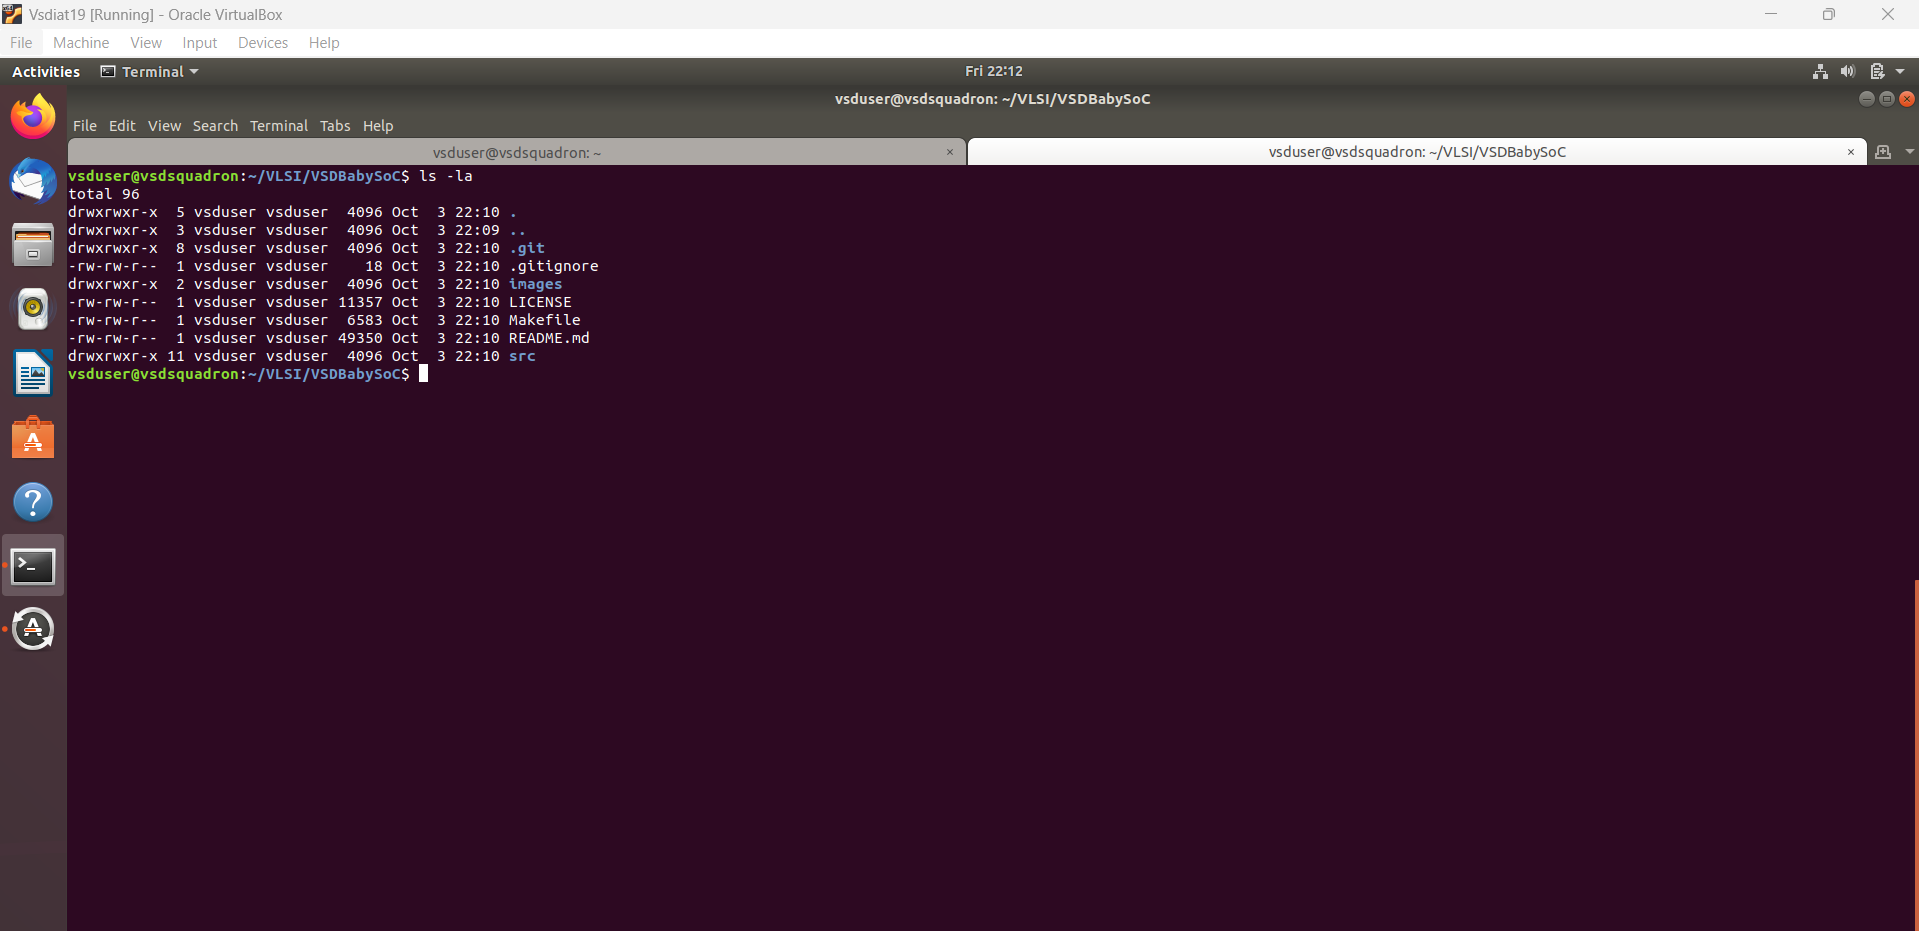 Vsdiat19 [Running] - Oracle VirtualBox
File Machine View Input Devices Help
Activities Terminal Fri 22:12
vsduser@vsdsquadron: ~/VLSI/VSDBabySoC
File Edit View Search Terminal Tabs Help
vsduser@vsdsquadron: ~ × vsduser@vsdsquadron: ~/VLSI/VSDBabySoC ×
vsduser@vsdsquadron:~/VLSI/VSDBabySoC$ ls -la
total 96
drwxrwxr-x  5 vsduser vsduser  4096 Oct  3 22:10 .
drwxrwxr-x  3 vsduser vsduser  4096 Oct  3 22:09 ..
drwxrwxr-x  8 vsduser vsduser  4096 Oct  3 22:10 .git
-rw-rw-r--  1 vsduser vsduser    18 Oct  3 22:10 .gitignore
drwxrwxr-x  2 vsduser vsduser  4096 Oct  3 22:10 images
-rw-rw-r--  1 vsduser vsduser 11357 Oct  3 22:10 LICENSE
-rw-rw-r--  1 vsduser vsduser  6583 Oct  3 22:10 Makefile
-rw-rw-r--  1 vsduser vsduser 49350 Oct  3 22:10 README.md
drwxrwxr-x 11 vsduser vsduser  4096 Oct  3 22:10 src
vsduser@vsdsquadron:~/VLSI/VSDBabySoC$